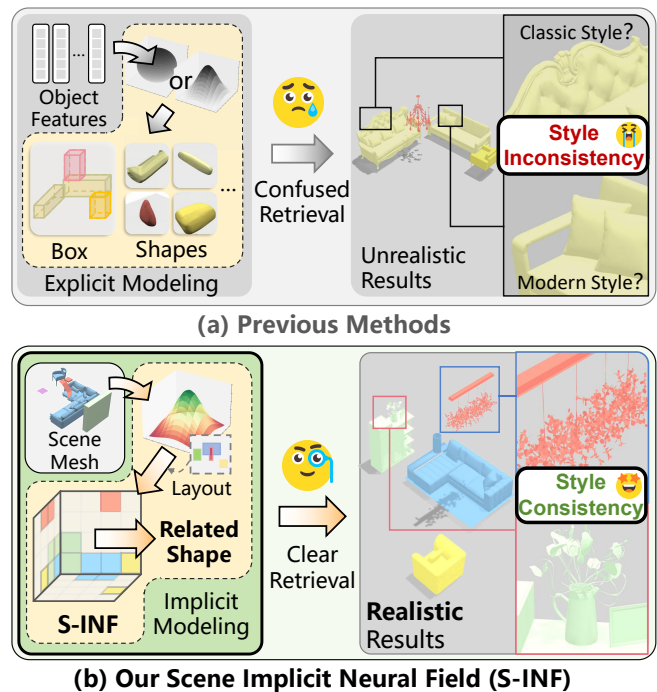 ...
Object
Features
or
Box
Shapes
...
Explicit Modeling
Confused
Retrieval
Unrealistic
Results
Classic Style?
Style
Inconsistency
Modern Style?
(a) Previous Methods
Scene
Mesh
Layout
Related
Shape
S-INF
Implicit
Modeling
Clear
Retrieval
Realistic
Results
Style
Consistency
(b) Our Scene Implicit Neural Field (S-INF)